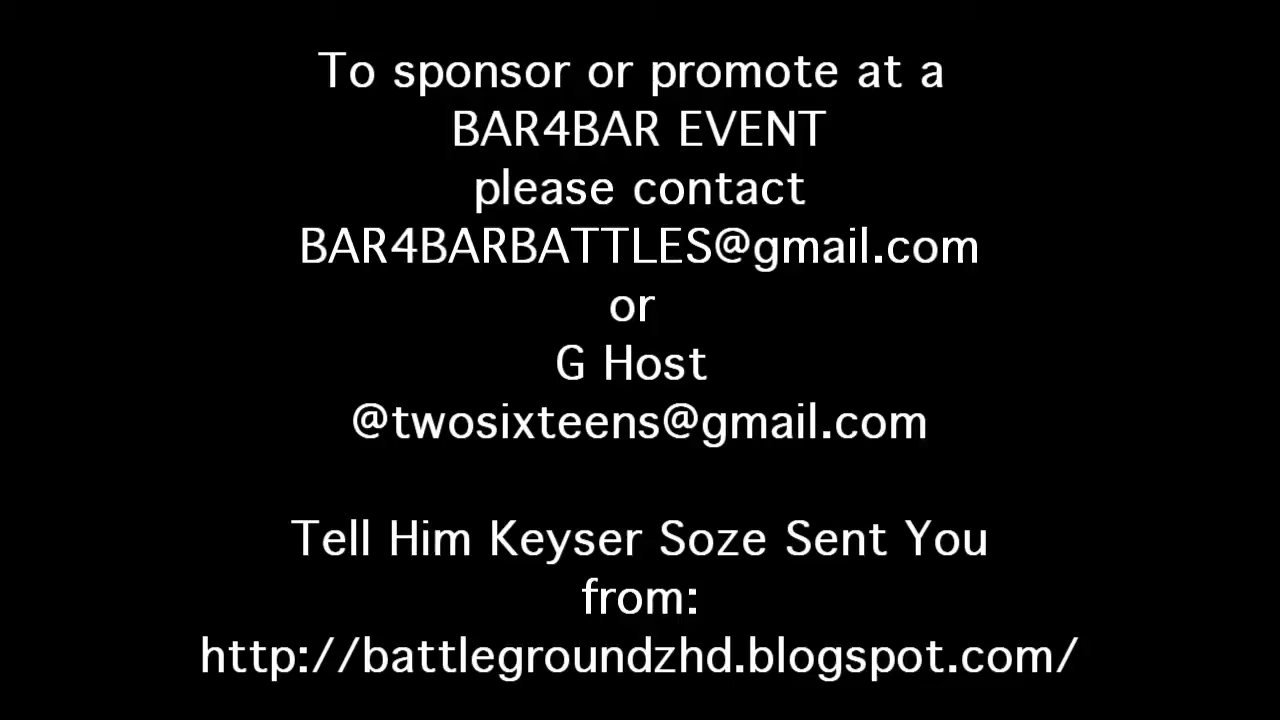 To sponsor or promote at a
BAR4BAR EVENT
please contact
BAR4BARBATTLES@gmail.com
or
G Host
@twosixteens@gmail.com
Tell Him Keyser Soze Sent You
from:
http://battlegroundzhd.blogspot.com/